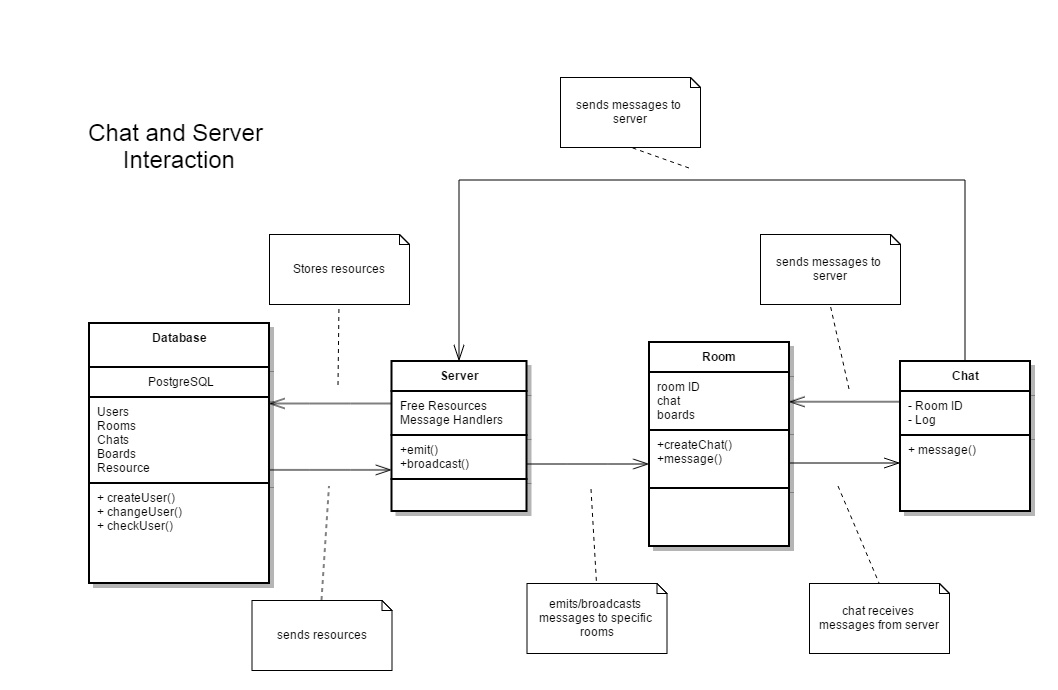 Chat and Server
Interaction
sends messages to
server
Stores resources
sends messages to
server
Database
PostgreSQL
Users
Rooms
Chats
Boards
Resource
+ createUser()
+ changeUser()
+ checkUser()
Server
Free Resources
Message Handlers
+emit()
+broadcast()
Room
room ID
chat
boards
+createChat()
+message()
Chat
- Room ID
- Log
+ message()
sends resources
emits/broadcasts
messages to specific
rooms
chat receives
messages from server